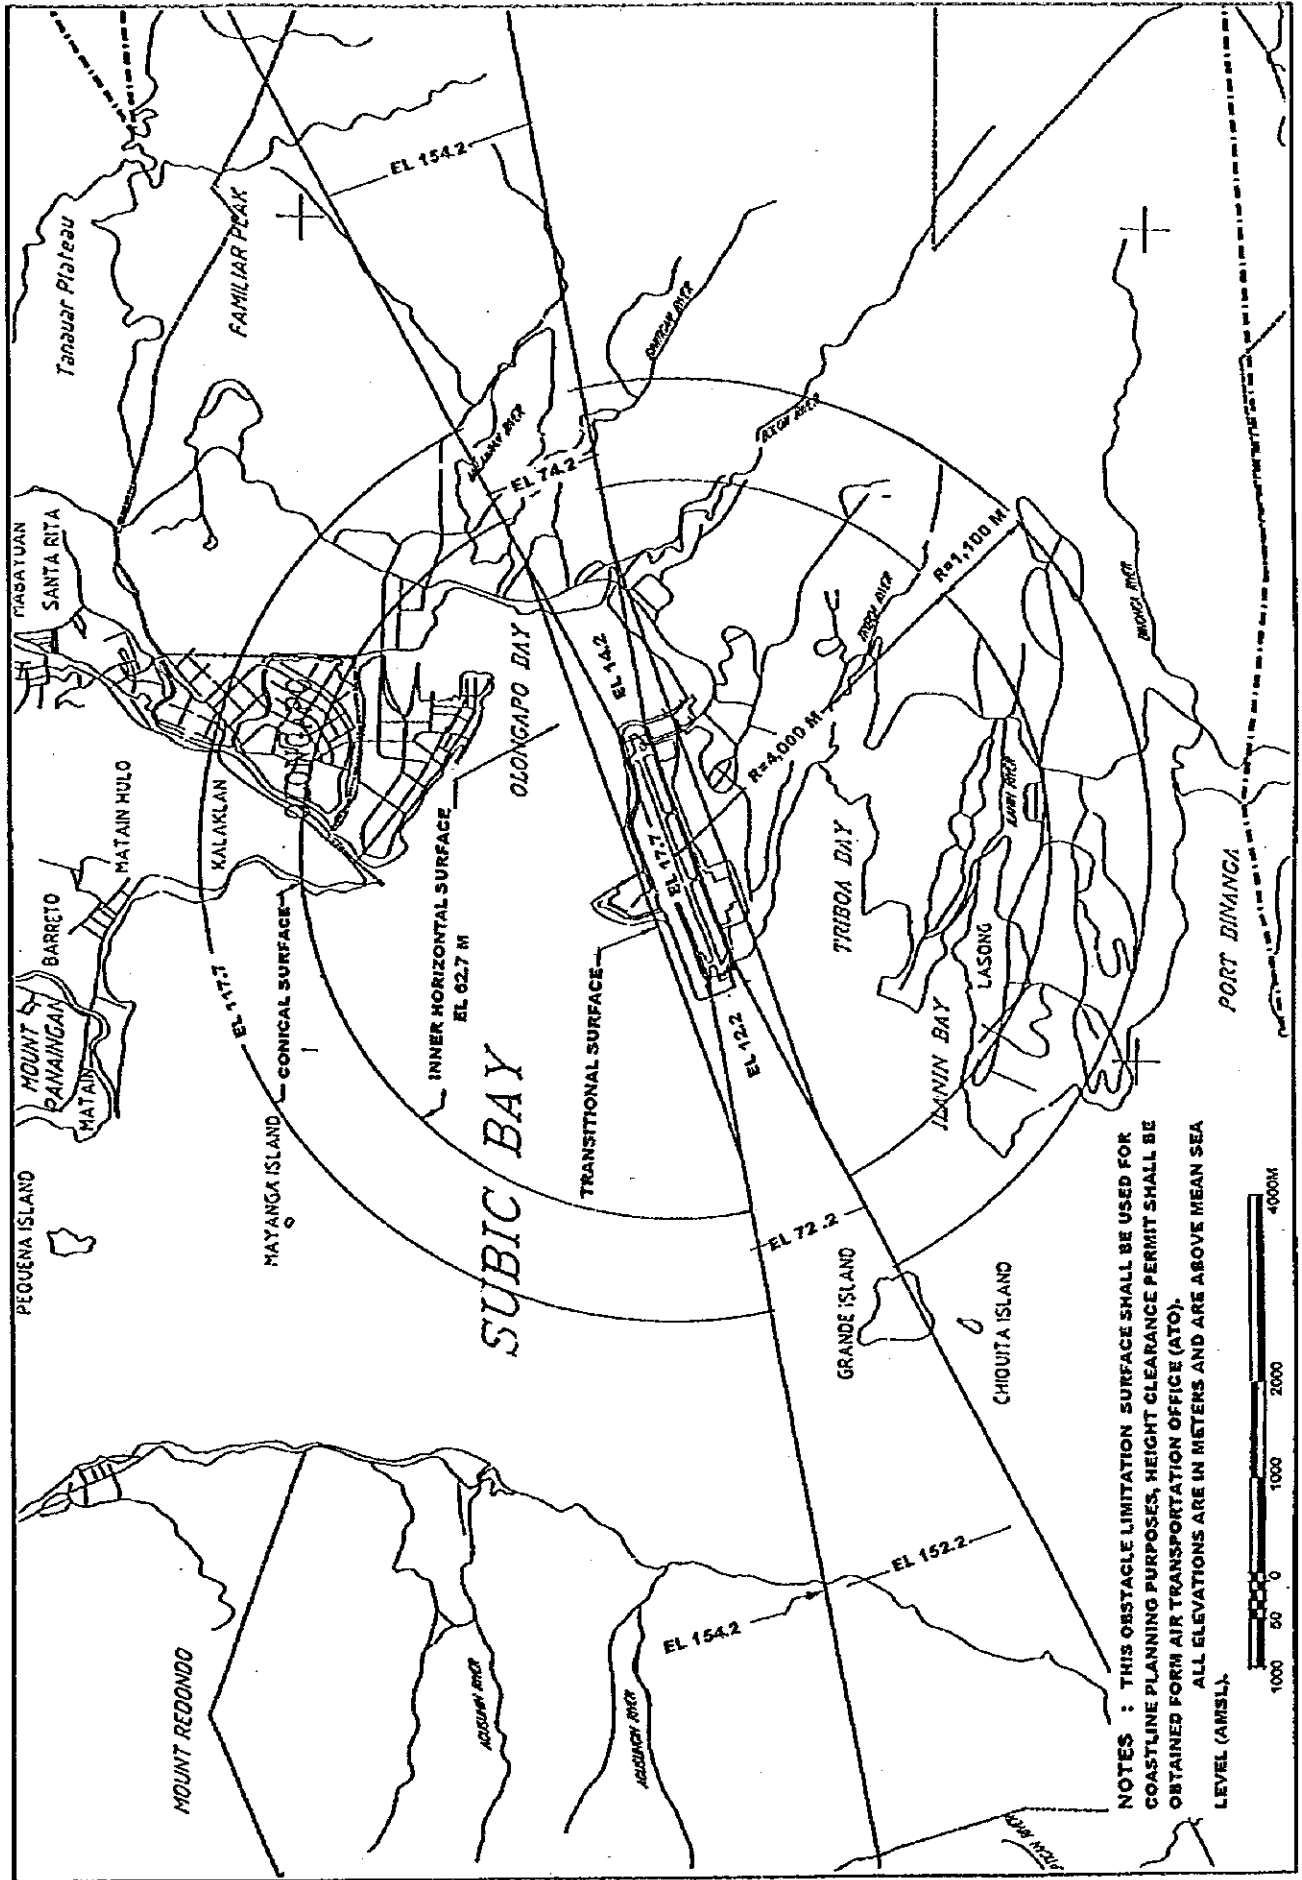 PEQUENA ISLAND
MOUNT
PANAINGAN
MATAIN
BARRETO
MATAIN HULO
MABAYUAN
SANTA RITA
Tanauar Plateau
FAMILIAR PEAK
KALAKLAN
OLONGAPO
MAYANGA ISLAND
EL 117.7
CONICAL SURFACE
INNER HORIZONTAL SURFACE
EL 62.7 M
TRANSITIONAL SURFACE
SUBIC BAY
OLONGAPO BAY
EL 154.2
EL 74.2
EL 14.2
EL 17.7
EL 12.2
EL 72.2
EL 152.2
EL 154.2
R=4,000 M
R=1,100 M
TRIBOA BAY
ILANIN BAY
LASONG
PORT BINANGA
GRANDE ISLAND
CHIQUITA ISLAND
MOUNT REDONDO
AGUSUHIN RIVER
AGUSUHIN RIVER
NOTES : THIS OBSTACLE LIMITATION SURFACE SHALL BE USED FOR
COASTLINE PLANNING PURPOSES, HEIGHT CLEARANCE PERMIT SHALL BE
OBTAINED FORM AIR TRANSPORTATION OFFICE (ATO).
ALL ELEVATIONS ARE IN METERS AND ARE ABOVE MEAN SEA
LEVEL (AMSL).
1000 50 0 1000 2000 4000M